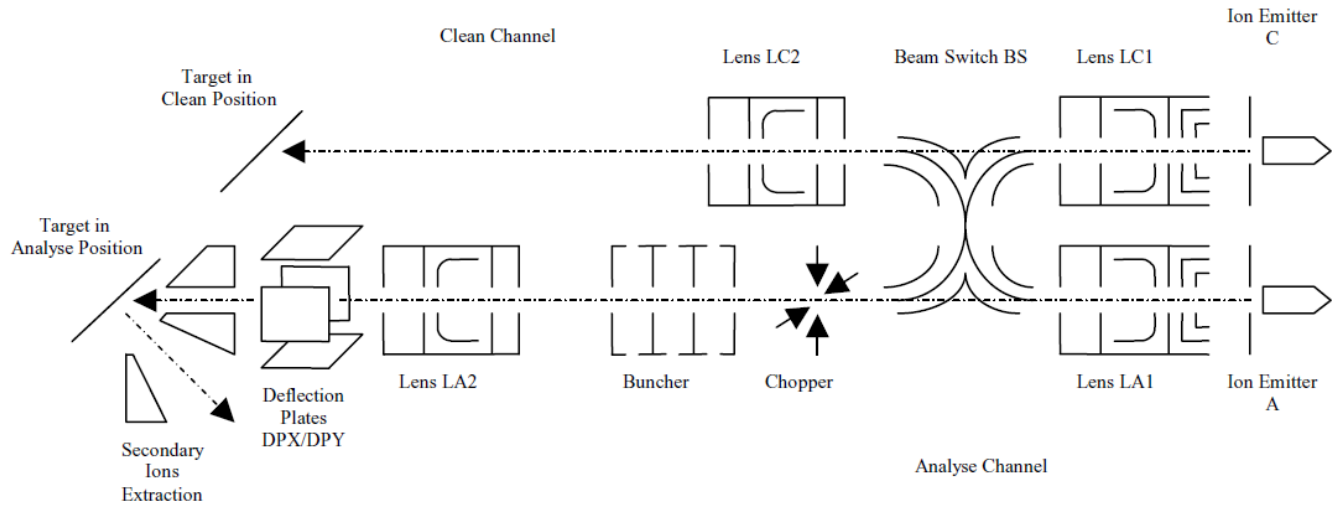 Clean Channel
Ion Emitter
C
Lens LC2
Beam Switch BS
Lens LC1
Target in
Clean Position
Target in
Analyse Position
Lens LA2
Buncher
Chopper
Lens LA1
Ion Emitter
A
Deflection
Plates
DPX/DPY
Secondary
Ions
Extraction
Analyse Channel